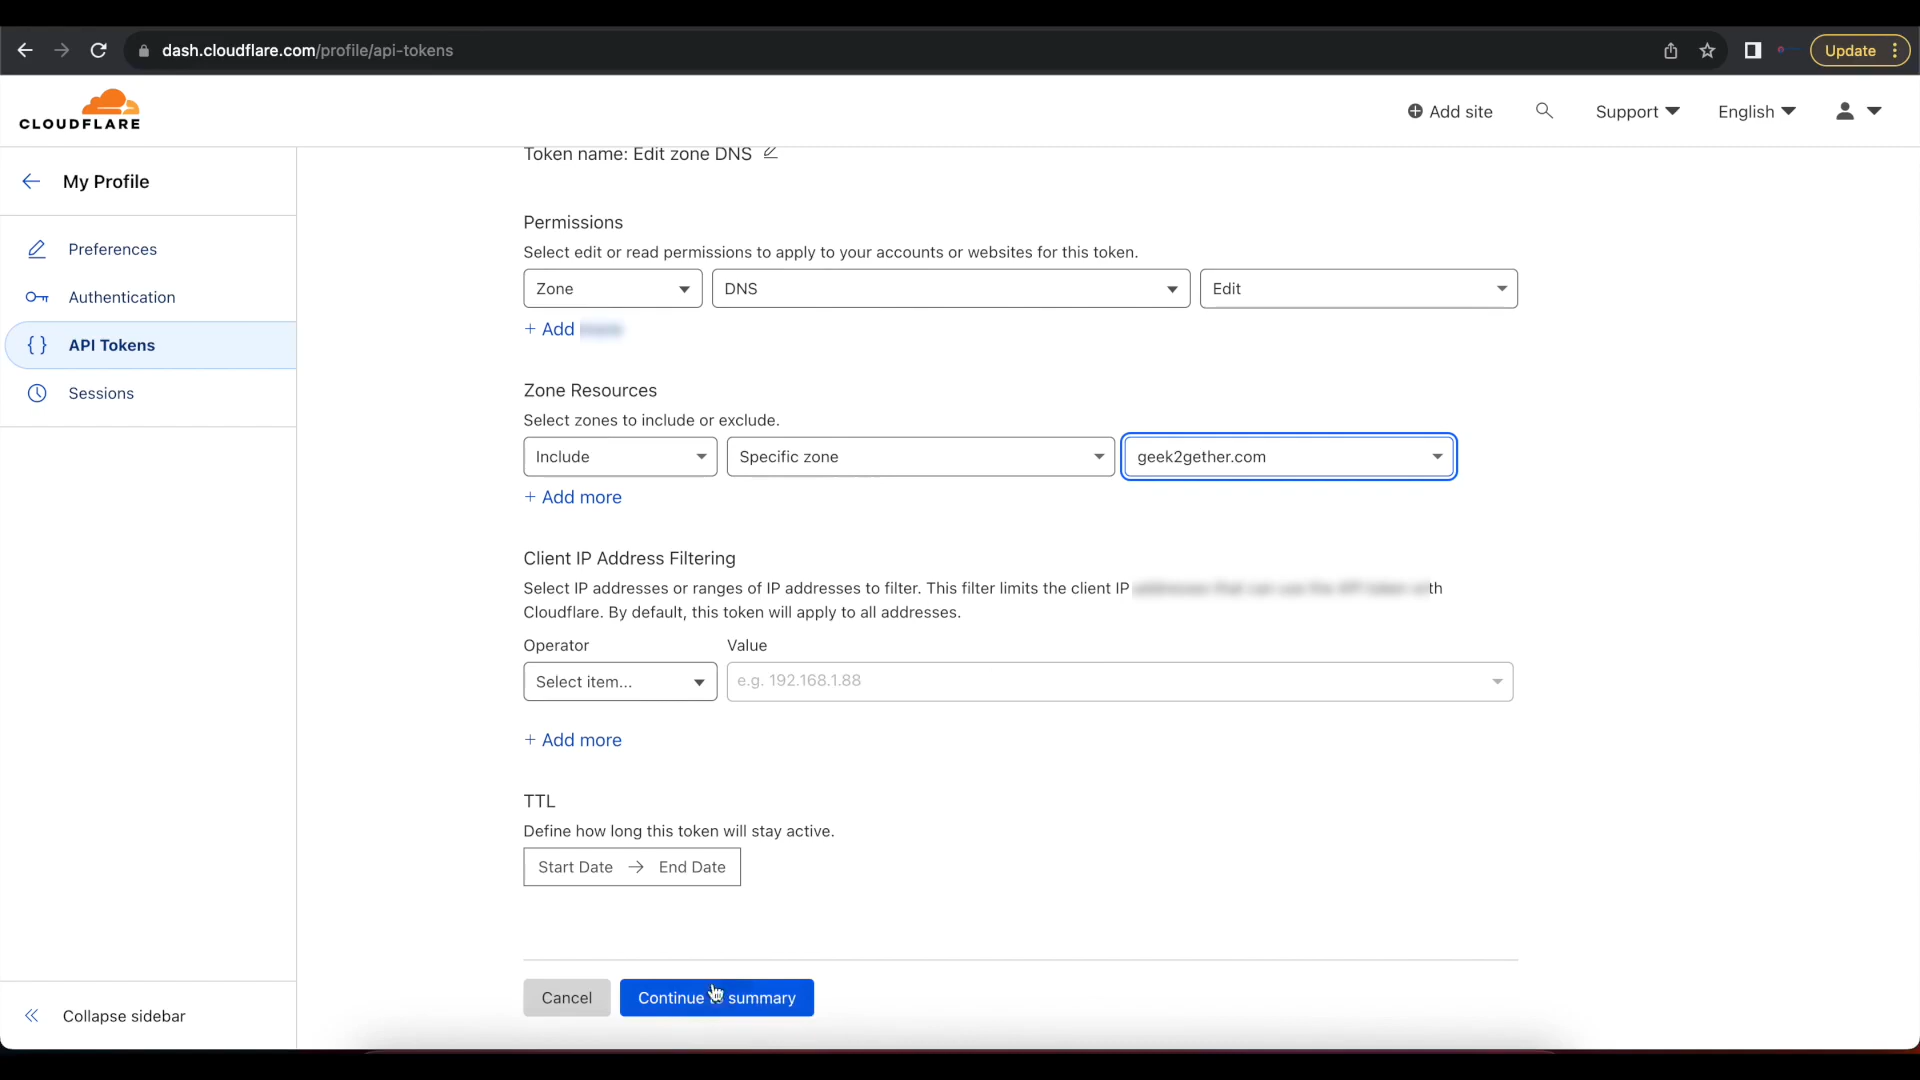 dash.cloudflare.com/profile/api-tokens
Update
CLOUDFLARE
Add site
Support
English
My Profile
Preferences
Authentication
API Tokens
Sessions
Collapse sidebar
Token name: Edit zone DNS
Permissions
Select edit or read permissions to apply to your accounts or websites for this token.
Zone
DNS
Edit
+ Add
Zone Resources
Select zones to include or exclude.
Include
Specific zone
geek2gether.com
+ Add more
Client IP Address Filtering
Select IP addresses or ranges of IP addresses to filter. This filter limits the client IP
Cloudflare. By default, this token will apply to all addresses.
Operator
Value
Select item...
e.g. 192.168.1.88
+ Add more
TTL
Define how long this token will stay active.
Start Date → End Date
Cancel
Continue summary